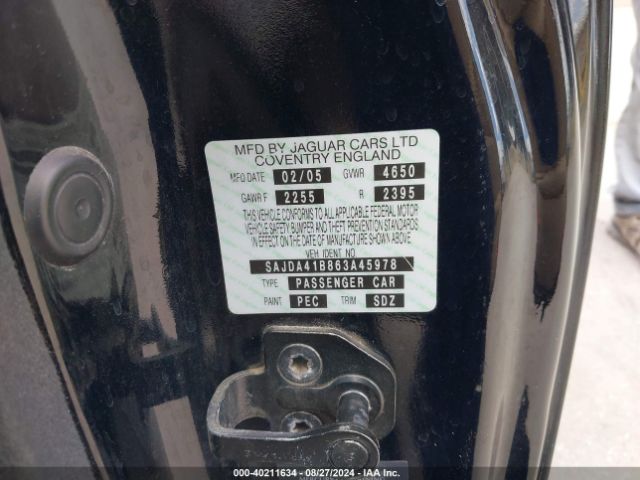 MFD BY JAGUAR CARS LTD
COVENTRY ENGLAND
MFG.DATE 02/05 GVWR 4650
GAWR F 2255 R 2395
THIS VEHICLE CONFORMS TO ALL APPLICABLE FEDERAL MOTOR
VEHICLE SAFETY BUMPER AND THEFT PREVENTION STANDARDS
IN EFFECT ON THE DATE OF MANUFACTURE SHOWN ABOVE.
VEH IDENT NO.
SAJDA41B863A45978
TYPE PASSENGER CAR
PAINT PEC TRIM SDZ
000-40211634 - 08/27/2024 - IAA Inc.